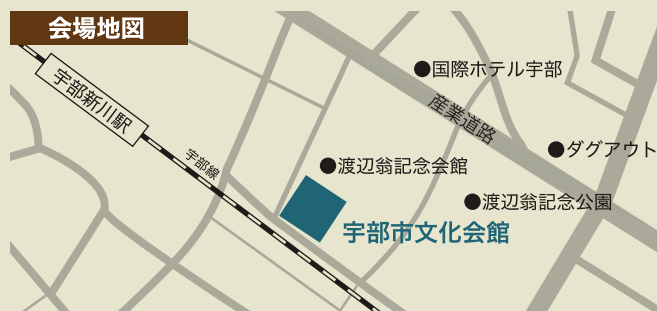 会場地図
国際ホテル宇部
宇部新川駅
産業道路
ダグアウト
宇部線
渡辺翁記念会館
渡辺翁記念公園
宇部市文化会館